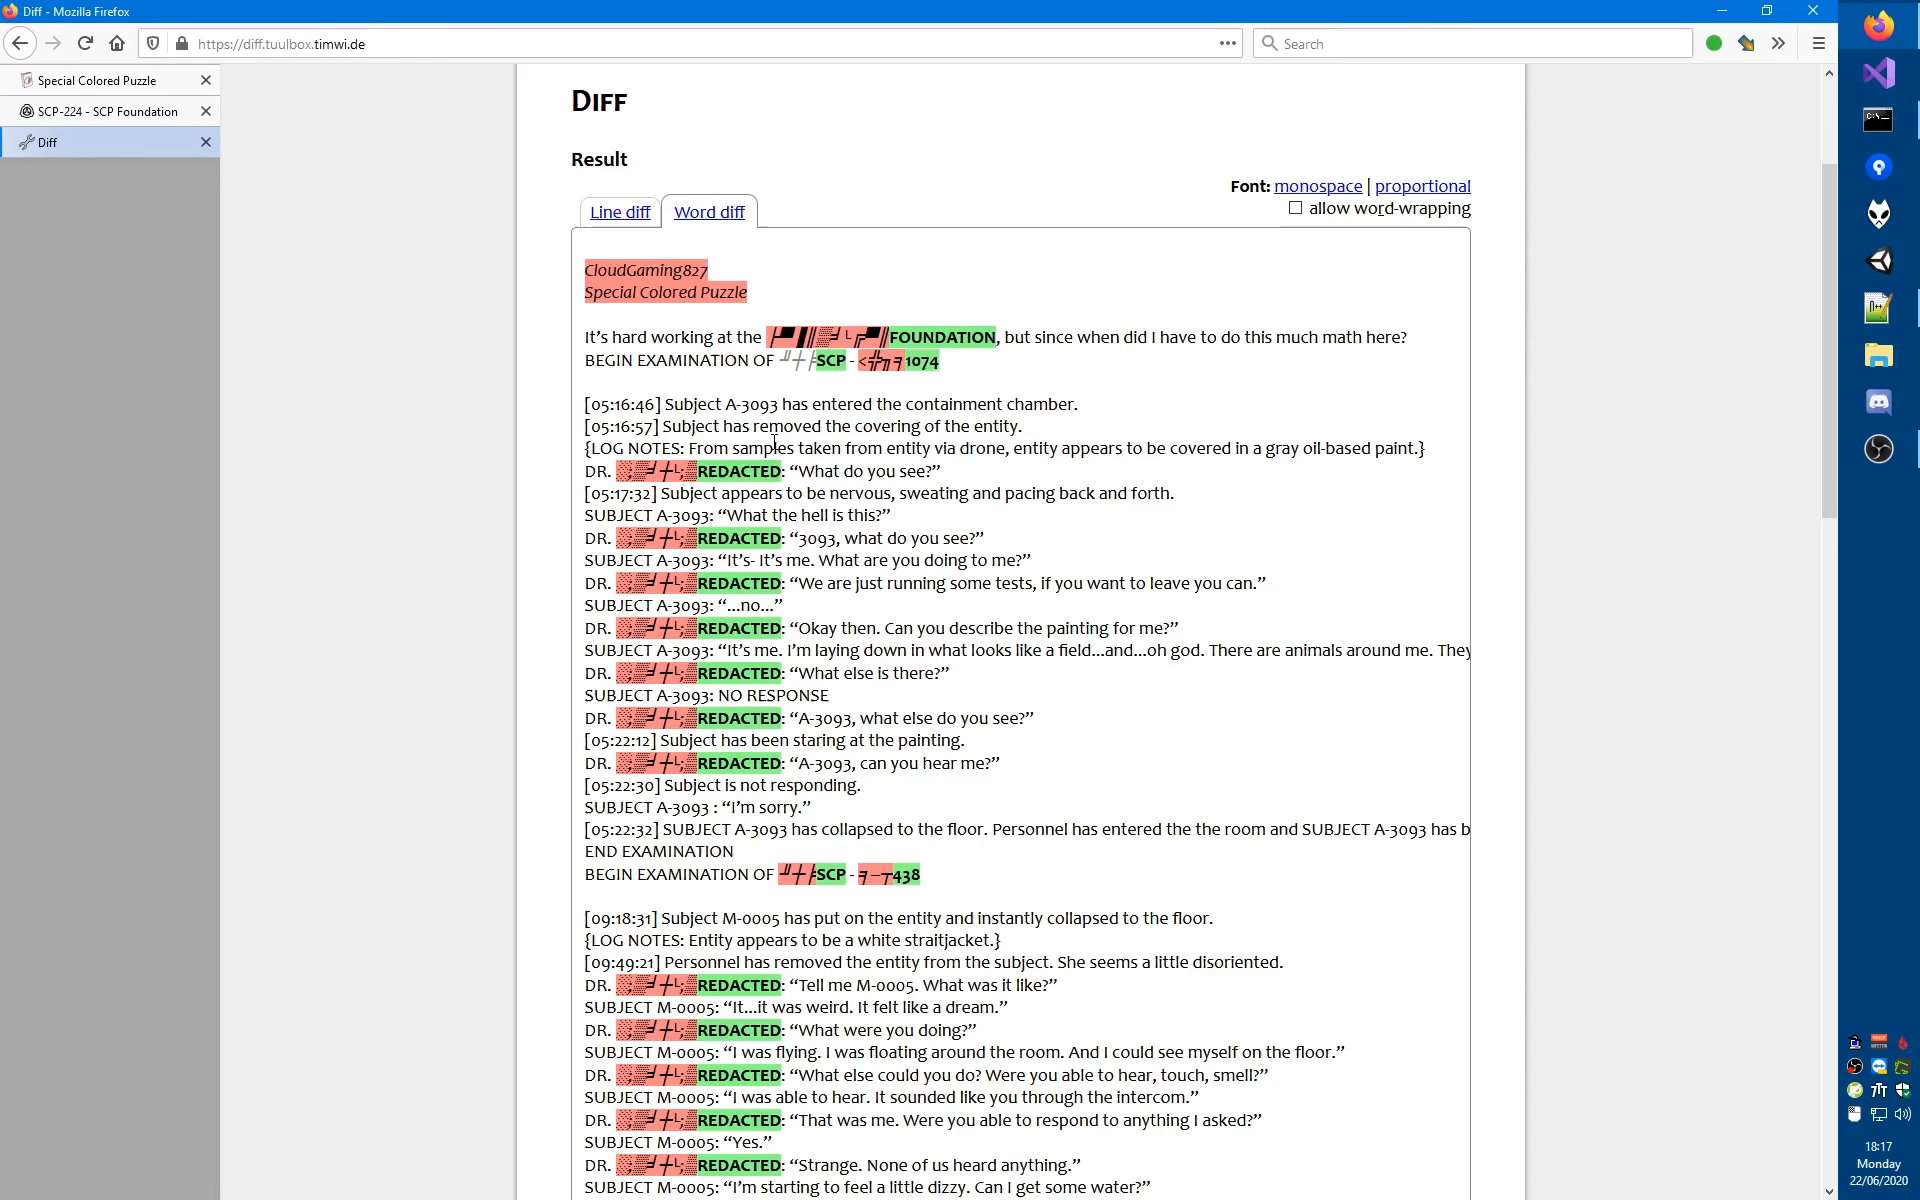 Diff - Mozilla Firefox
https://diff.tuulbox.timwi.de
Search
Special Colored Puzzle
SCP-224 - SCP Foundation
Diff
DIFF
Result
Font: monospace | proportional
Line diff
Word diff
allow word-wrapping
CloudGaming827
Special Colored Puzzle
It’s hard working at the FOUNDATION, but since when did I have to do this much math here?
BEGIN EXAMINATION OF SCP - 1074
[05:16:46] Subject A-3093 has entered the containment chamber.
[05:16:57] Subject has removed the covering of the entity.
{LOG NOTES: From samples taken from entity via drone, entity appears to be covered in a gray oil-based paint.}
DR. REDACTED: “What do you see?”
[05:17:32] Subject appears to be nervous, sweating and pacing back and forth.
SUBJECT A-3093: “What the hell is this?”
DR. REDACTED: “3093, what do you see?”
SUBJECT A-3093: “It’s- It’s me. What are you doing to me?”
DR. REDACTED: “We are just running some tests, if you want to leave you can.”
SUBJECT A-3093: “...no...”
DR. REDACTED: “Okay then. Can you describe the painting for me?”
SUBJECT A-3093: “It’s me. I’m laying down in what looks like a field...and...oh god. There are animals around me. They
DR. REDACTED: “What else is there?”
SUBJECT A-3093: NO RESPONSE
DR. REDACTED: “A-3093, what else do you see?”
[05:22:12] Subject has been staring at the painting.
DR. REDACTED: “A-3093, can you hear me?”
[05:22:30] Subject is not responding.
SUBJECT A-3093 : “I’m sorry.”
[05:22:32] SUBJECT A-3093 has collapsed to the floor. Personnel has entered the the room and SUBJECT A-3093 has b
END EXAMINATION
BEGIN EXAMINATION OF SCP - 438
[09:18:31] Subject M-0005 has put on the entity and instantly collapsed to the floor.
{LOG NOTES: Entity appears to be a white straitjacket.}
[09:49:21] Personnel has removed the entity from the subject. She seems a little disoriented.
DR. REDACTED: “Tell me M-0005. What was it like?”
SUBJECT M-0005: “It...it was weird. It felt like a dream.”
DR. REDACTED: “What were you doing?”
SUBJECT M-0005: “I was flying. I was floating around the room. And I could see myself on the floor.”
DR. REDACTED: “What else could you do? Were you able to hear, touch, smell?”
SUBJECT M-0005: “I was able to hear. It sounded like you through the intercom.”
DR. REDACTED: “That was me. Were you able to respond to anything I asked?”
SUBJECT M-0005: “Yes.”
DR. REDACTED: “Strange. None of us heard anything.”
SUBJECT M-0005: “I’m starting to feel a little dizzy. Can I get some water?”
18:17
Monday
22/06/2020